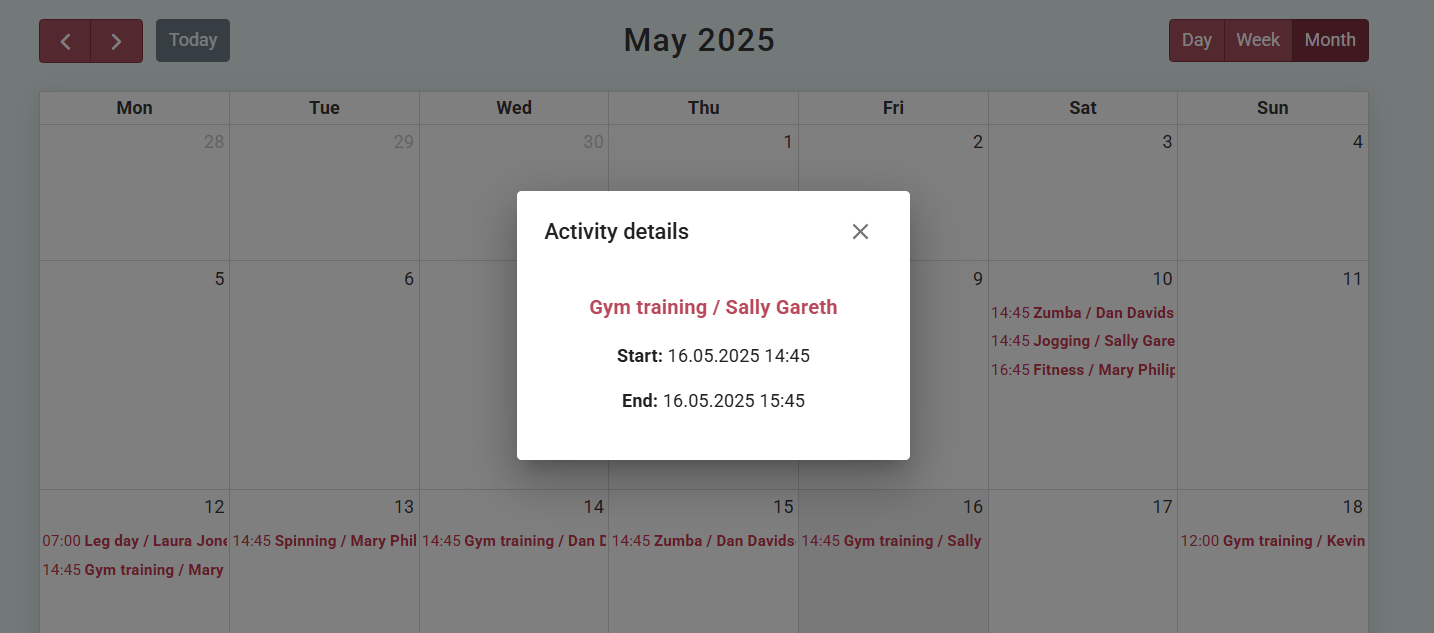 Today
May 2025
Day Week Month
Mon Tue Wed Thu Fri Sat Sun
28 29 30 1 2 3 4
5 6 9 10 11
14:45 Zumba / Dan Davids
14:45 Jogging / Sally Gare
16:45 Fitness / Mary Philip
Activity details
Gym training / Sally Gareth
Start: 16.05.2025 14:45
End: 16.05.2025 15:45
12 13 14 15 16 17 18
07:00 Leg day / Laura Jone 14:45 Spinning / Mary Phil 14:45 Gym training / Dan D 14:45 Zumba / Dan Davids 14:45 Gym training / Sally 12:00 Gym training / Kevin
14:45 Gym training / Mary